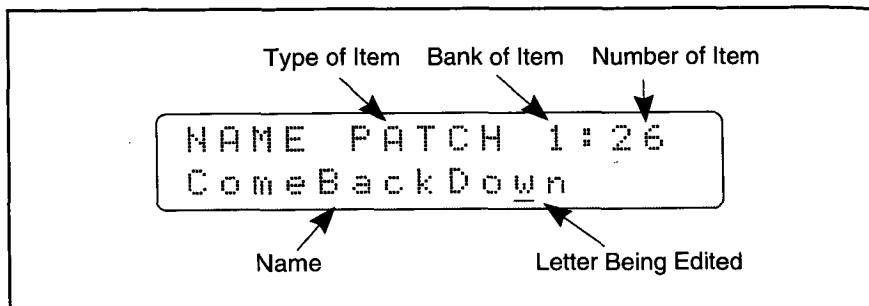 Type of Item Bank of Item Number of Item
NAME PATCH 1:26
ComeBackDown
Name Letter Being Edited